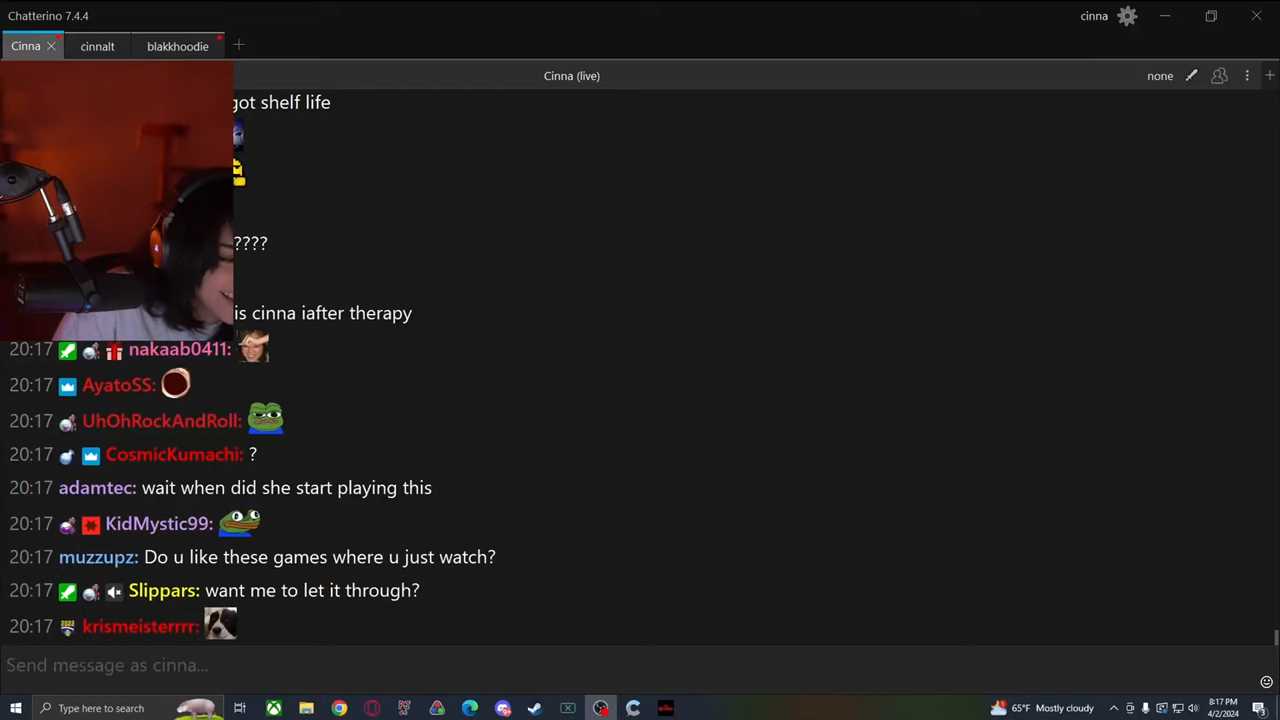 Chatterino 7.4.4
cinna
Cinna
cinnalt
blakkhoodie
Cinna (live)
none
got shelf life
????
is cinna iafter therapy
20:17 nakaab0411:
20:17 AyatoSS:
20:17 UhOhRockAndRoll:
20:17 CosmicKumachi: ?
20:17 adamtec: wait when did she start playing this
20:17 KidMystic99:
20:17 muzzupz: Do u like these games where u just watch?
20:17 Slippars: want me to let it through?
20:17 krismeisterrrr:
Send message as cinna...
Type here to search
65°F Mostly cloudy
8:17 PM
4/2/2024